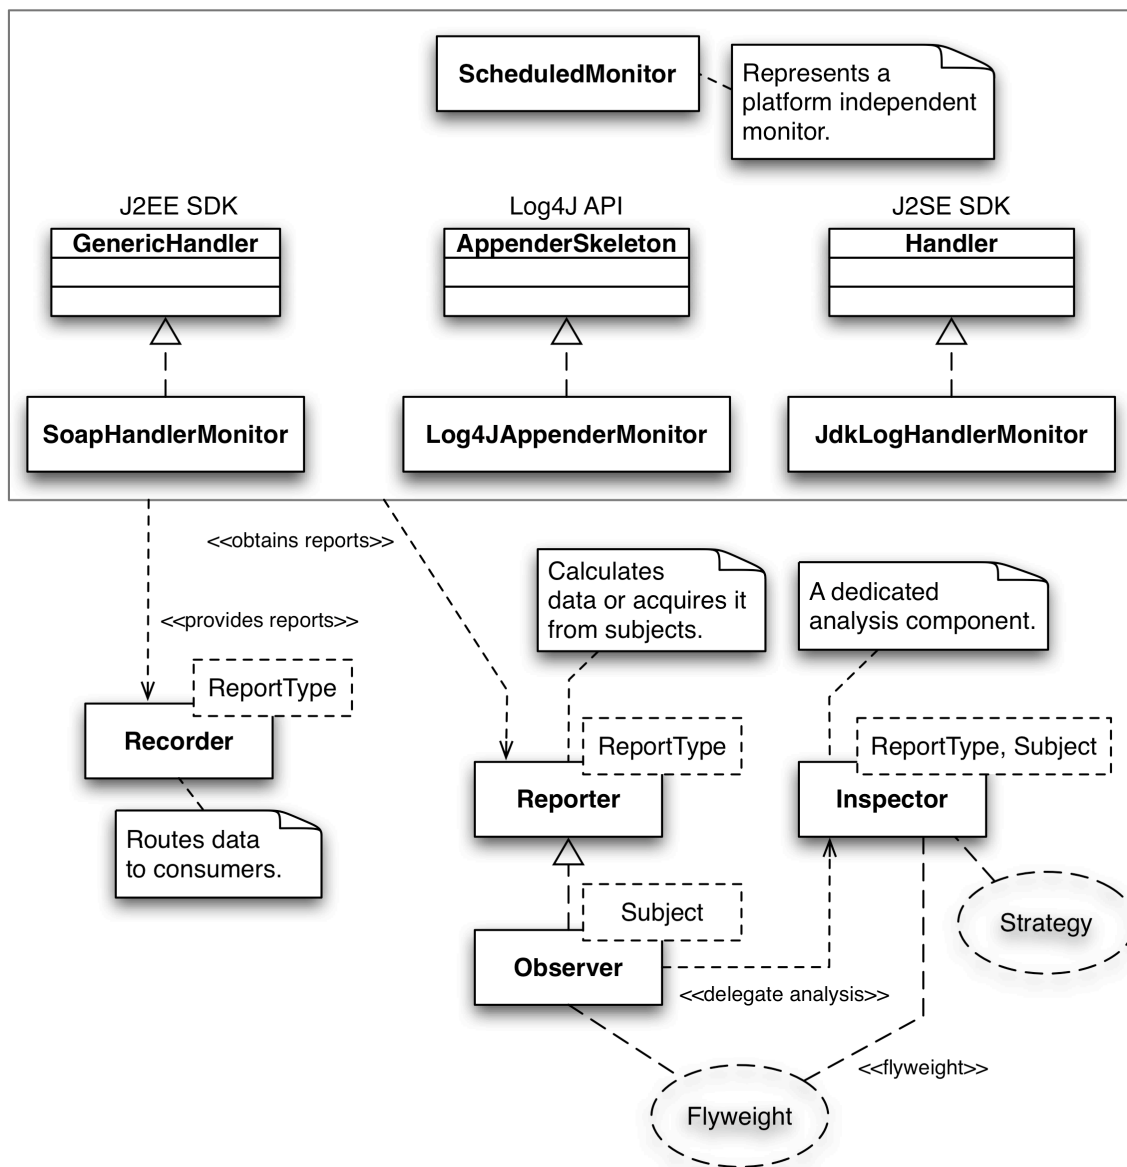 ScheduledMonitor
Represents a
platform independent
monitor.
J2EE SDK
GenericHandler
Log4J API
AppenderSkeleton
J2SE SDK
Handler
SoapHandlerMonitor
Log4JAppenderMonitor
JdkLogHandlerMonitor
<<obtains reports>>
<<provides reports>>
Calculates
data or acquires it
from subjects.
A dedicated
analysis component.
ReportType
Recorder
Routes data
to consumers.
ReportType
Reporter
ReportType, Subject
Inspector
Subject
Observer
<<delegate analysis>>
Strategy
<<flyweight>>
Flyweight